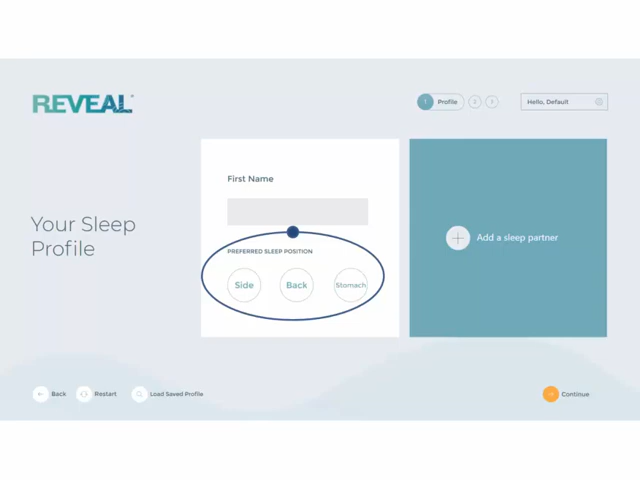 REVEAL
1 Profile 2 3
Hello, Default
Your Sleep
Profile
First Name
PREFERRED SLEEP POSITION
Side
Back
Stomach
Add a sleep partner
Back
Restart
Load Saved Profile
Continue